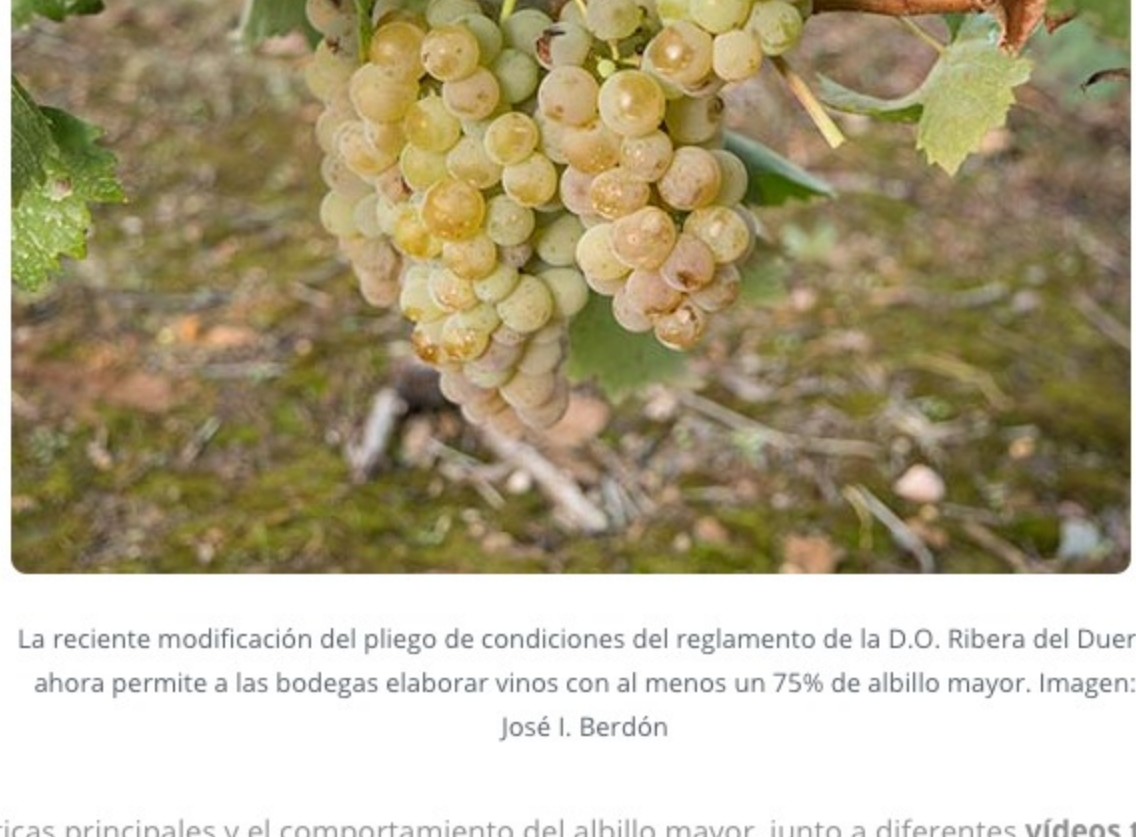 La reciente modificación del pliego de condiciones del reglamento de la D.O. Ribera del Duer
ahora permite a las bodegas elaborar vinos con al menos un 75% de albillo mayor. Imagen:
José I. Berdón
ticas principales y el comportamiento del albillo mayor, junto a diferentes vídeos t